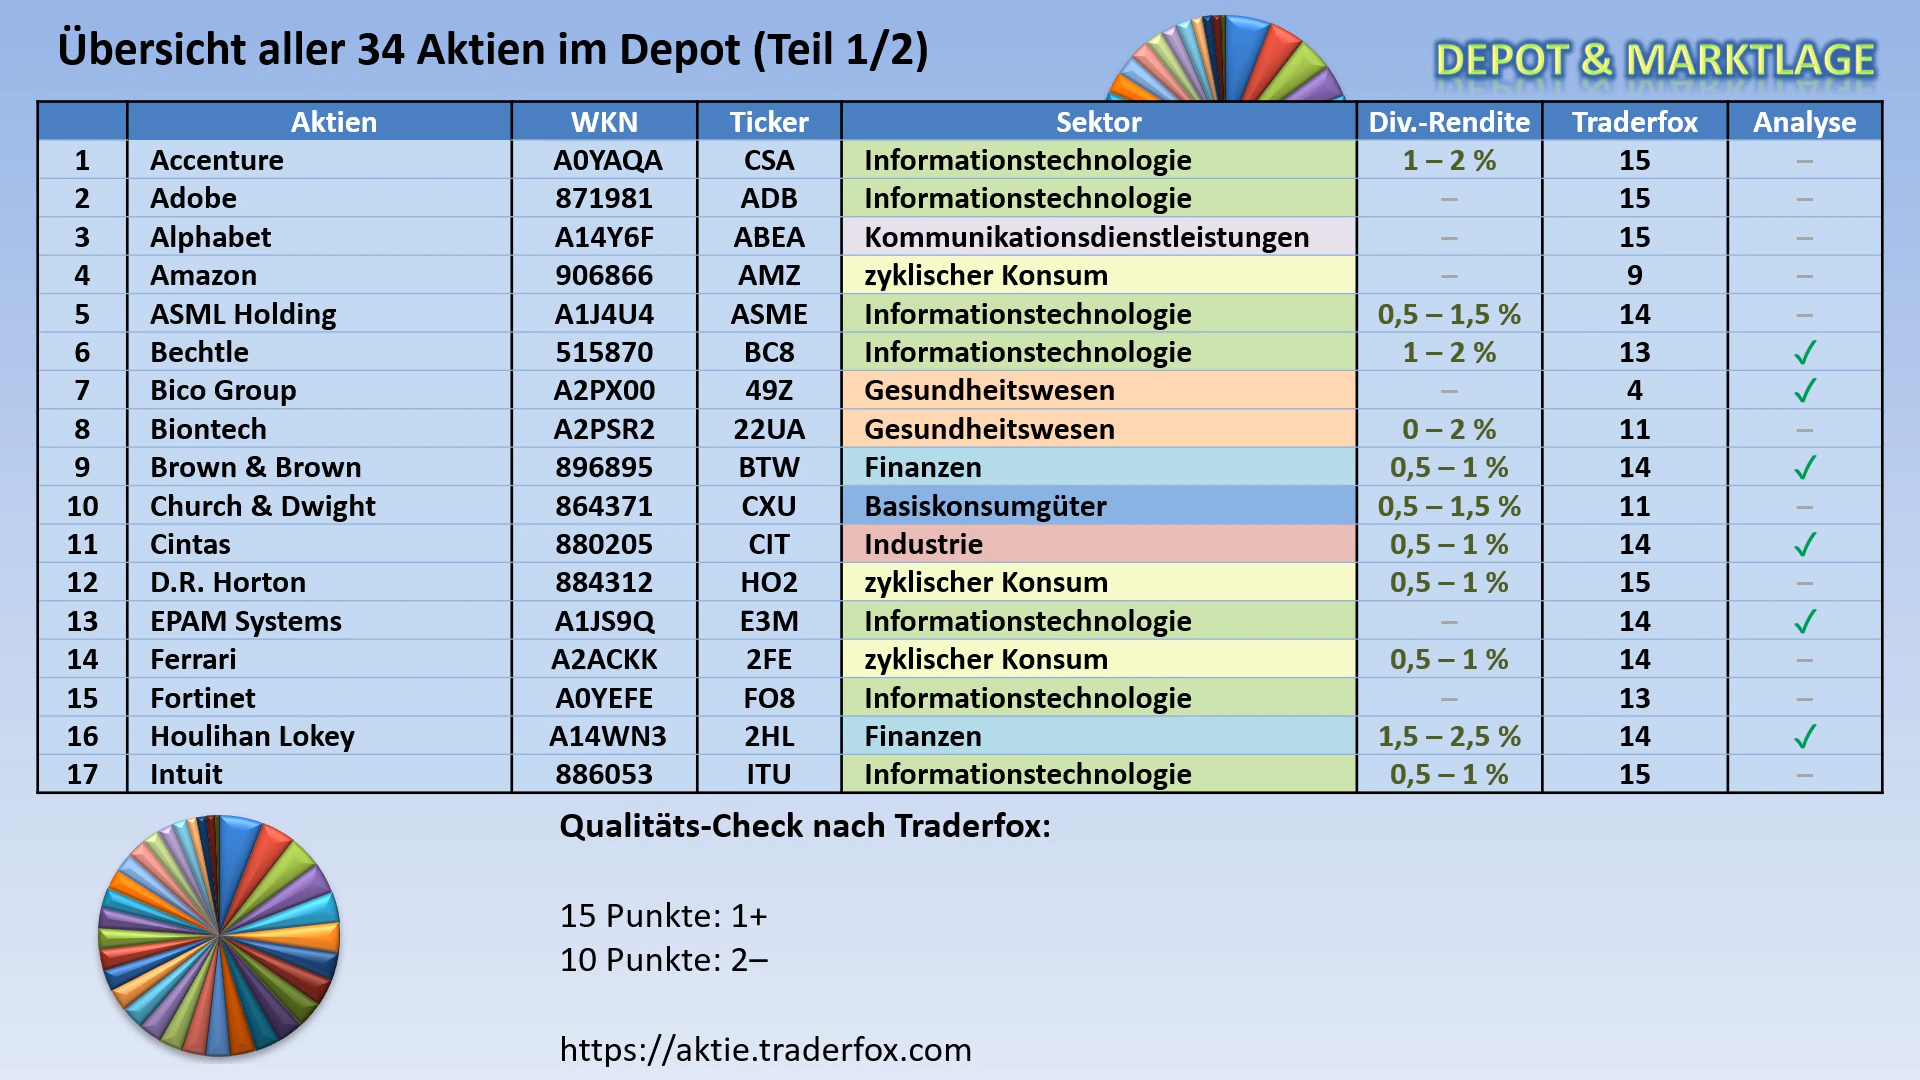 Übersicht aller 34 Aktien im Depot (Teil 1/2)
DEPOT & MARKTLAGE
Aktien WKN Ticker Sektor Div.-Rendite Traderfox Analyse
1 Accenture A0YAQA CSA Informationstechnologie 1 – 2 % 15 –
2 Adobe 871981 ADB Informationstechnologie – 15 –
3 Alphabet A14Y6F ABEA Kommunikationsdienstleistungen – 15 –
4 Amazon 906866 AMZ zyklischer Konsum – 9 –
5 ASML Holding A1J4U4 ASME Informationstechnologie 0,5 – 1,5 % 14 –
6 Bechtle 515870 BC8 Informationstechnologie 1 – 2 % 13 ✓
7 Bico Group A2PX00 49Z Gesundheitswesen – 4 ✓
8 Biontech A2PSR2 22UA Gesundheitswesen 0 – 2 % 11 –
9 Brown & Brown 896895 BTW Finanzen 0,5 – 1 % 14 ✓
10 Church & Dwight 864371 CXU Basiskonsumgüter 0,5 – 1,5 % 11 –
11 Cintas 880205 CIT Industrie 0,5 – 1 % 14 ✓
12 D.R. Horton 884312 HO2 zyklischer Konsum 0,5 – 1 % 15 –
13 EPAM Systems A1JS9Q E3M Informationstechnologie – 14 ✓
14 Ferrari A2ACKK 2FE zyklischer Konsum 0,5 – 1 % 14 –
15 Fortinet A0YEFE FO8 Informationstechnologie – 13 –
16 Houlihan Lokey A14WN3 2HL Finanzen 1,5 – 2,5 % 14 ✓
17 Intuit 886053 ITU Informationstechnologie 0,5 – 1 % 15 –
Qualitäts-Check nach Traderfox:
15 Punkte: 1+
10 Punkte: 2–
https://aktie.traderfox.com